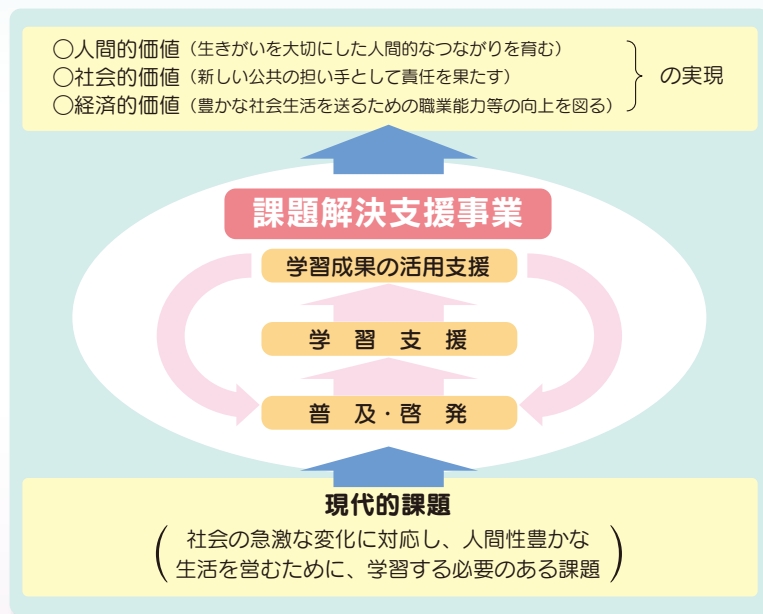 ○人間的価値（生きがいを大切にした人間的なつながりを育む）
○社会的価値（新しい公共の担い手として責任を果たす）
○経済的価値（豊かな社会生活を送るための職業能力等の向上を図る）
の実現
課題解決支援事業
学習成果の活用支援
学習支援
普及・啓発
現代的課題
（社会の急激な変化に対応し、人間性豊かな
生活を営むために、学習する必要のある課題）